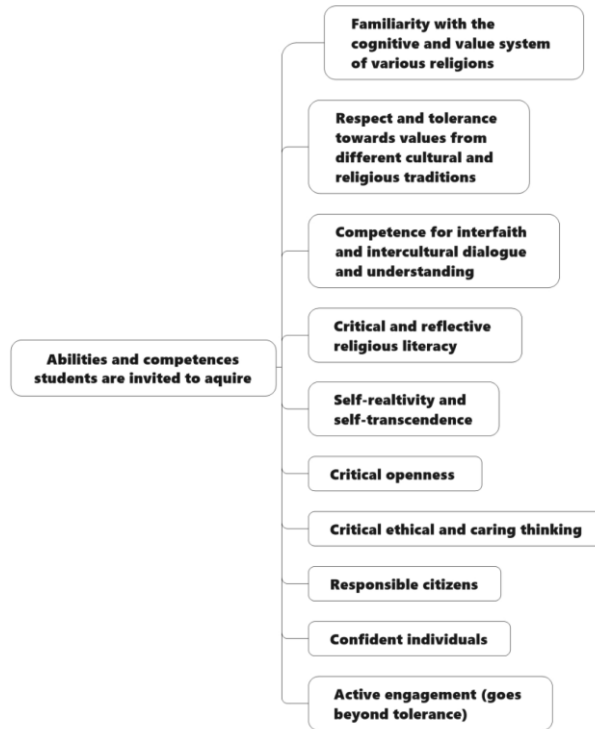 Familiarity with the
cognitive and value system
of various religions
Respect and tolerance
towards values from
different cultural and
religious traditions
Competence for interfaith
and intercultural dialogue
and understanding
Critical and reflective
religious literacy
Abilities and competences
students are invited to aquire
Self-realtivity and
self-transcendence
Critical openness
Critical ethical and caring thinking
Responsible citizens
Confident individuals
Active engagement (goes
beyond tolerance)